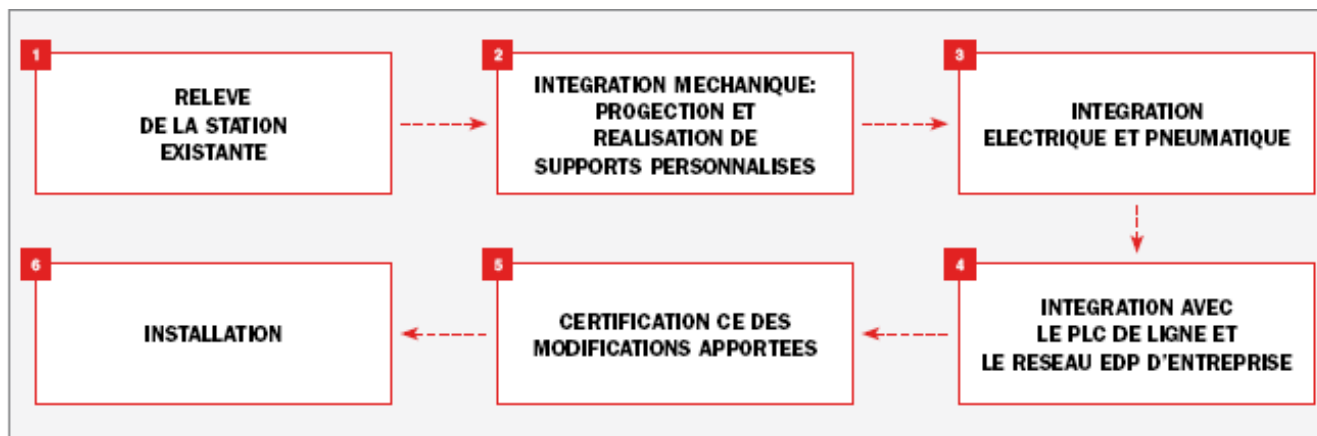 1
RELEVE
DE LA STATION
EXISTANTE
2
INTEGRATION MECHANIQUE:
PROGECTION ET
REALISATION DE
SUPPORTS PERSONNALISES
3
INTEGRATION
ELECTRIQUE ET PNEUMATIQUE
4
INTEGRATION AVEC
LE PLC DE LIGNE ET
LE RESEAU EDP D'ENTREPRISE
5
CERTIFICATION CE DES
MODIFICATIONS APPORTEES
6
INSTALLATION